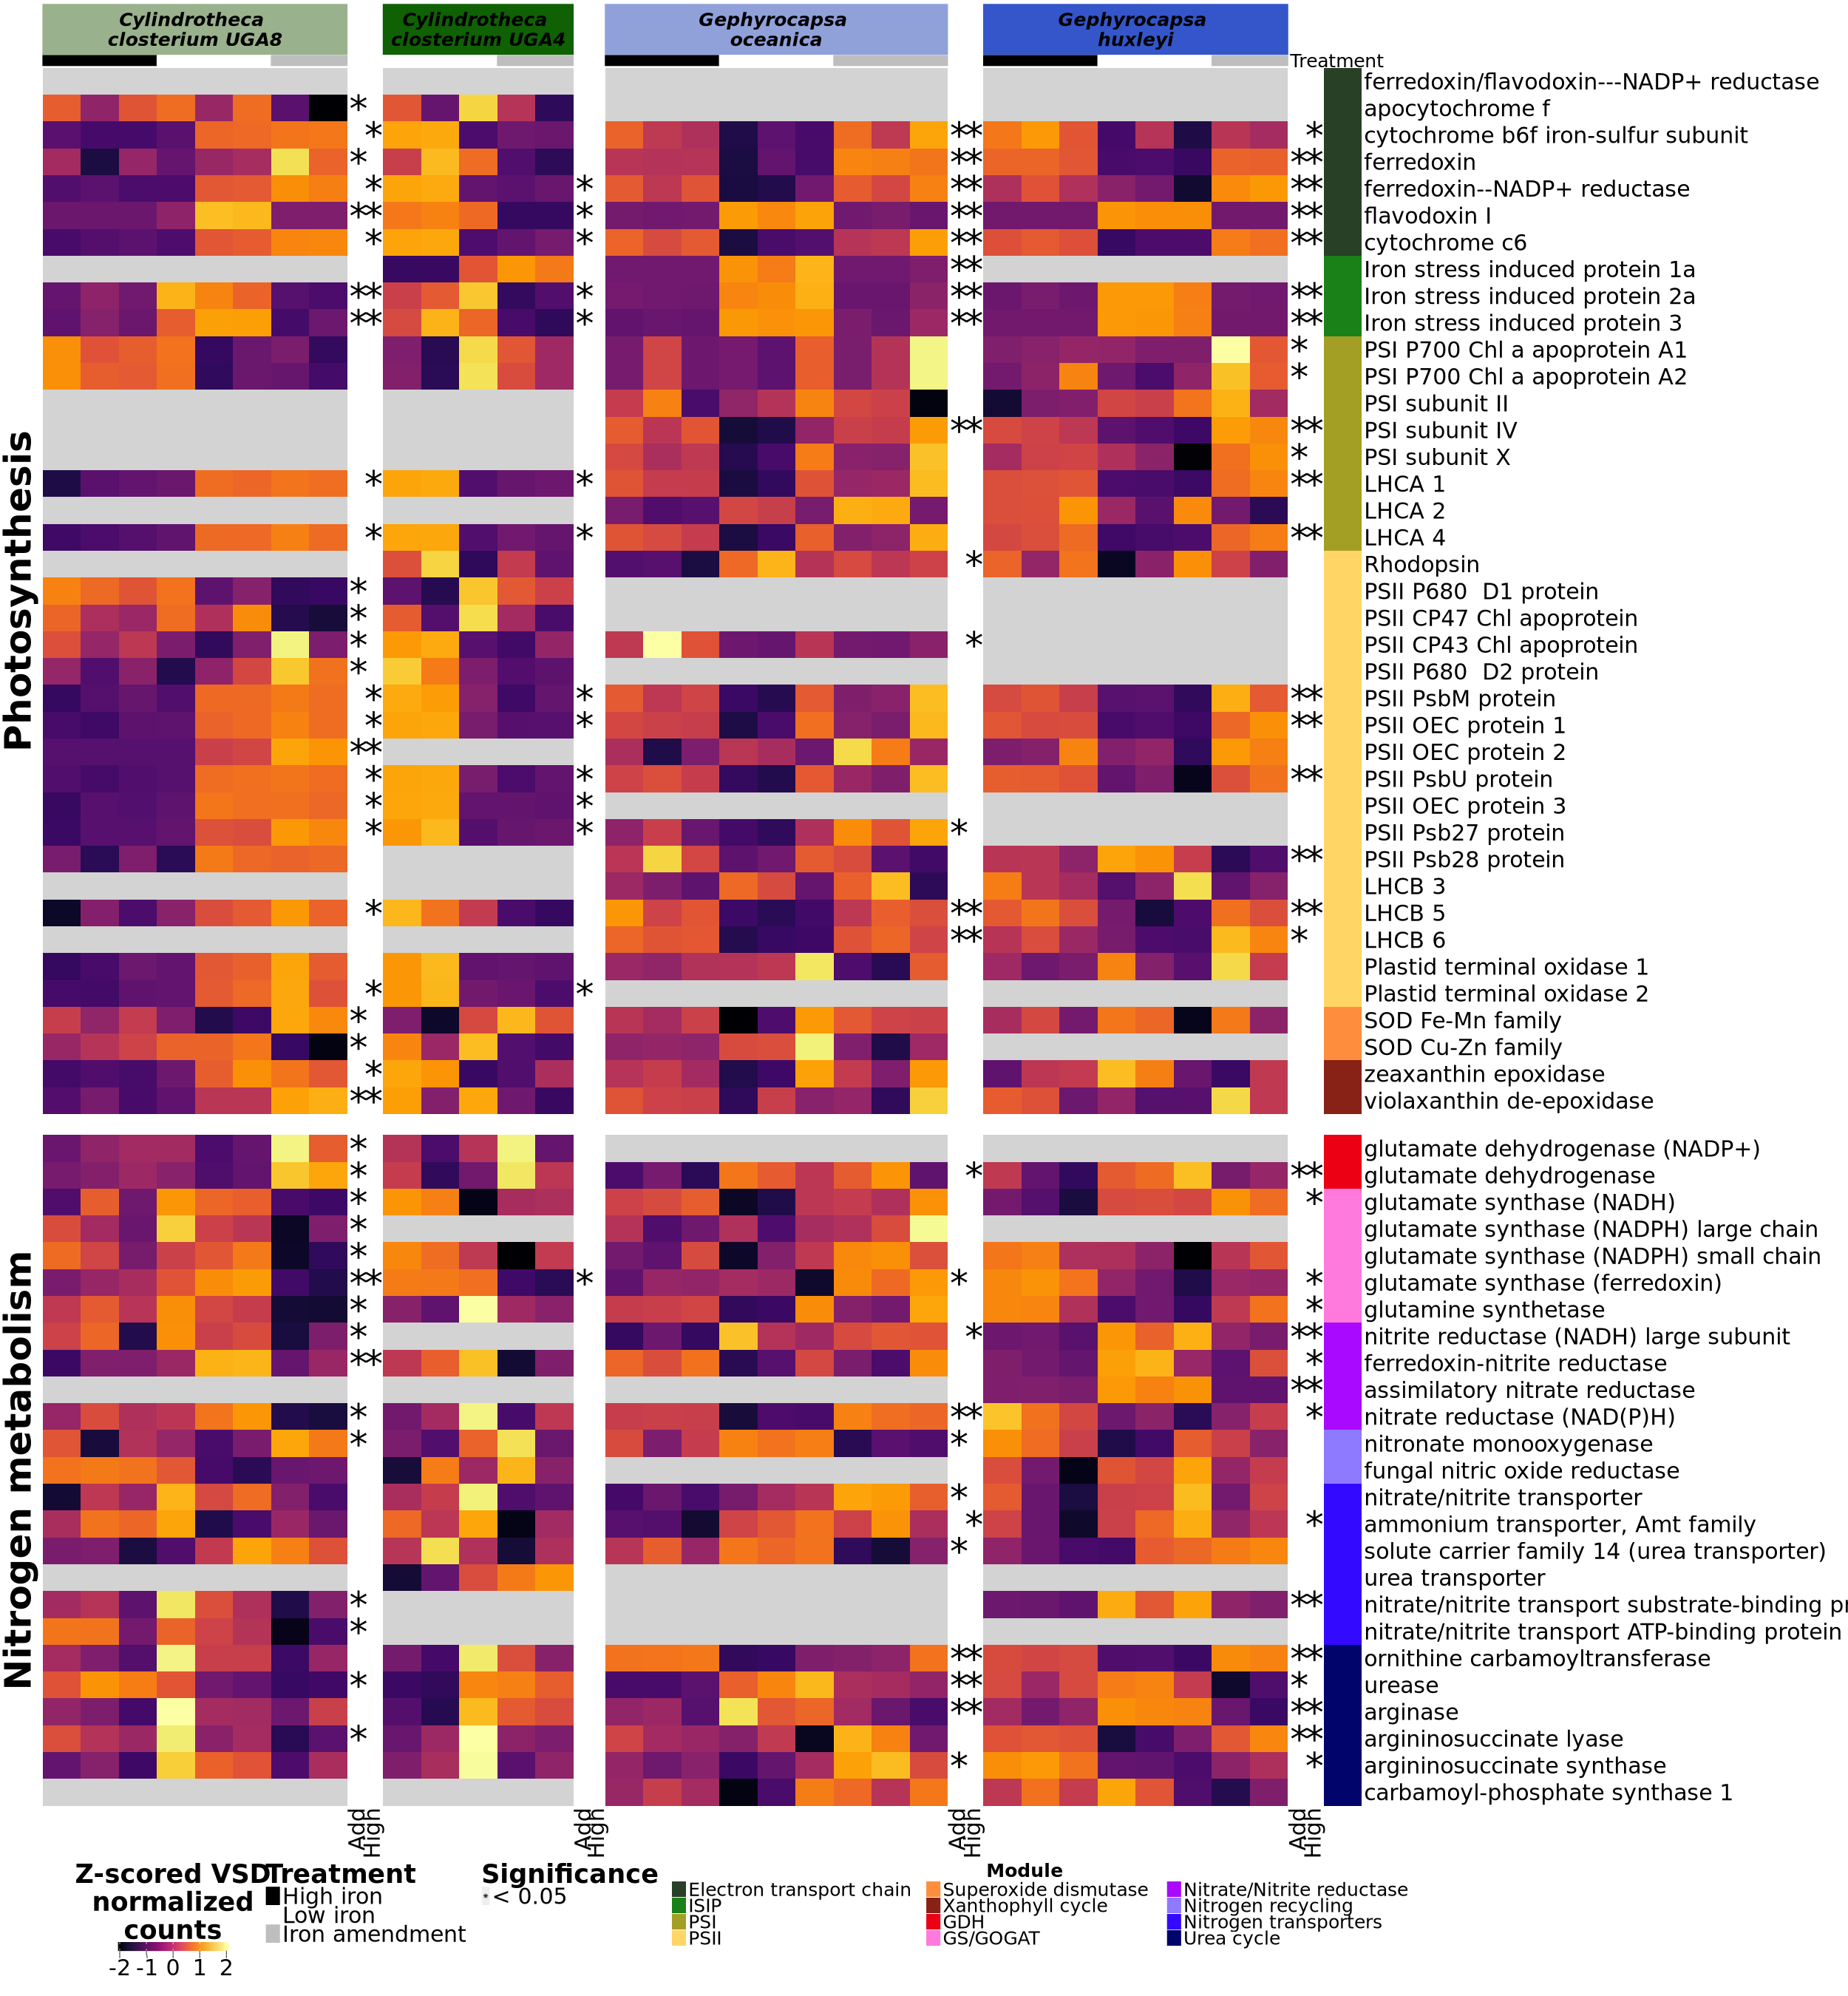 Cylindrotheca
closterium UGA8
Cylindrotheca
closterium UGA4
Gephyrocapsa
oceanica
Gephyrocapsa
huxleyi
Treatment
Photosynthesis
ferredoxin/flavodoxin---NADP+ reductase
* apocytochrome f
* ** * cytochrome b6f iron-sulfur subunit
* ** ** ferredoxin
* * ** ** ferredoxin--NADP+ reductase
** * ** ** flavodoxin I
* * ** ** cytochrome c6
** Iron stress induced protein 1a
** * ** ** Iron stress induced protein 2a
** * ** ** Iron stress induced protein 3
* PSI P700 Chl a apoprotein A1
* PSI P700 Chl a apoprotein A2
PSI subunit II
** ** PSI subunit IV
* PSI subunit X
* * ** LHCA 1
LHCA 2
* * ** LHCA 4
* Rhodopsin
* PSII P680  D1 protein
* PSII CP47 Chl apoprotein
* * PSII CP43 Chl apoprotein
* PSII P680  D2 protein
* * ** PSII PsbM protein
* * ** PSII OEC protein 1
** PSII OEC protein 2
* * ** PSII PsbU protein
* * PSII OEC protein 3
* * * PSII Psb27 protein
** PSII Psb28 protein
LHCB 3
* ** ** LHCB 5
** * LHCB 6
Plastid terminal oxidase 1
* * Plastid terminal oxidase 2
* SOD Fe-Mn family
* SOD Cu-Zn family
* zeaxanthin epoxidase
** violaxanthin de-epoxidase
Nitrogen metabolism
* glutamate dehydrogenase (NADP+)
* * ** glutamate dehydrogenase
* * glutamate synthase (NADH)
* glutamate synthase (NADPH) large chain
* glutamate synthase (NADPH) small chain
** * * * glutamate synthase (ferredoxin)
* * glutamine synthetase
* * ** nitrite reductase (NADH) large subunit
** * ferredoxin-nitrite reductase
** assimilatory nitrate reductase
* ** * nitrate reductase (NAD(P)H)
* * nitronate monooxygenase
fungal nitric oxide reductase
* nitrate/nitrite transporter
* * ammonium transporter, Amt family
* solute carrier family 14 (urea transporter)
urea transporter
* ** nitrate/nitrite transport substrate-binding pr
* nitrate/nitrite transport ATP-binding protein
** ** ornithine carbamoyltransferase
* ** * urease
** ** arginase
* ** argininosuccinate lyase
* * argininosuccinate synthase
carbamoyl-phosphate synthase 1
Add
High
Add
High
Add
High
Add
High
Z-scored VSD
normalized
counts
-2 -1 0 1 2
Treatment
High iron
Low iron
Iron amendment
Significance
* < 0.05
Module
Electron transport chain
ISIP
PSI
PSII
Superoxide dismutase
Xanthophyll cycle
GDH
GS/GOGAT
Nitrate/Nitrite reductase
Nitrogen recycling
Nitrogen transporters
Urea cycle